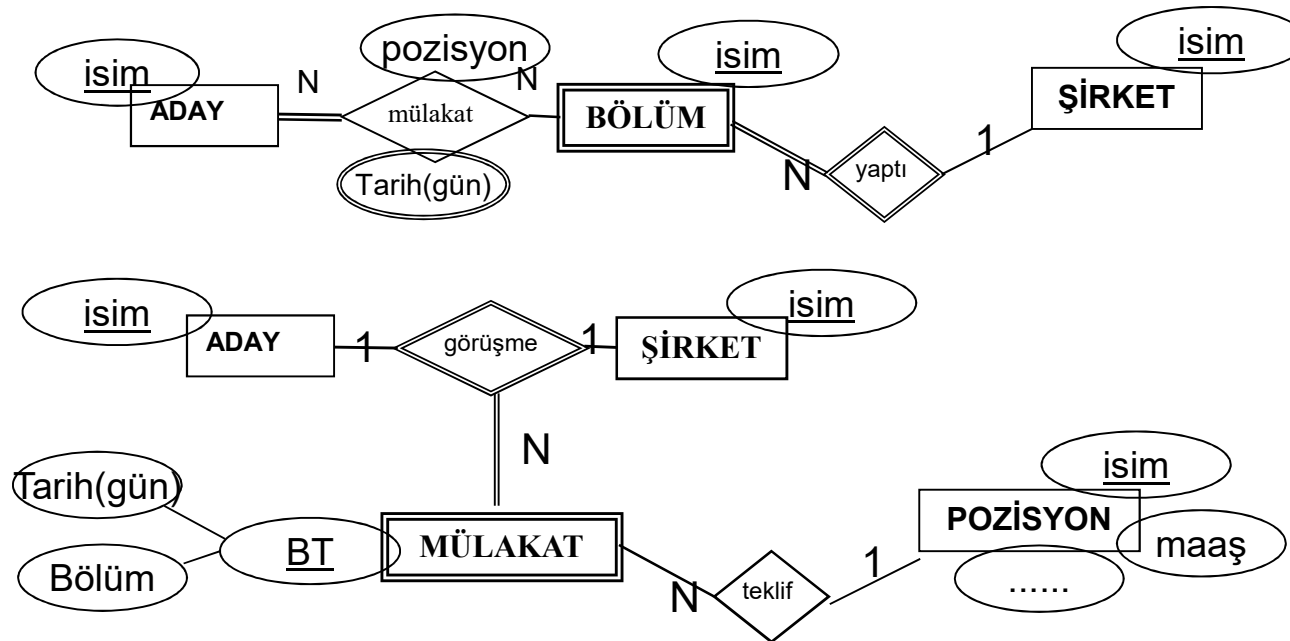 isim
pozisyon
isim
isim
N
N
ADAY
mülakat
BÖLÜM
ŞİRKET
Tarih(gün)
N
yaptı
1
isim
isim
ADAY
1
görüşme
1
ŞİRKET
N
Tarih(gün)
Bölüm
BT
MÜLAKAT
N
teklif
1
isim
POZİSYON
maaş
......